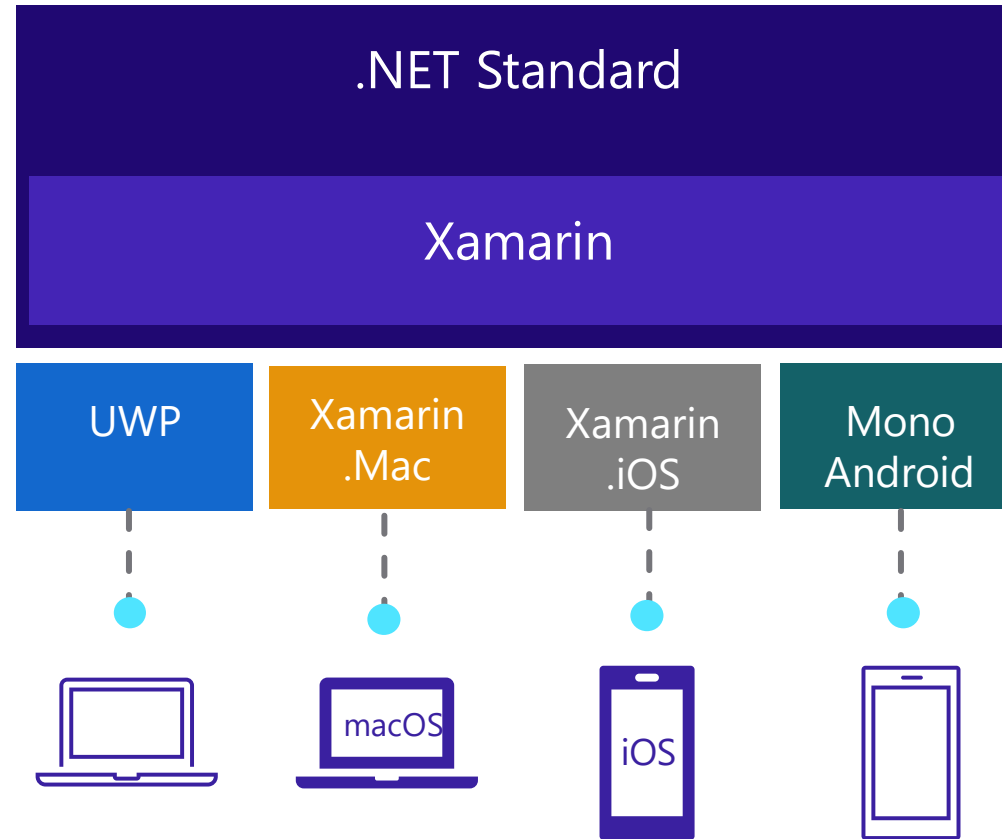 .NET Standard
Xamarin
UWP
Xamarin
.Mac
Xamarin
.iOS
Mono
Android
macOS
iOS